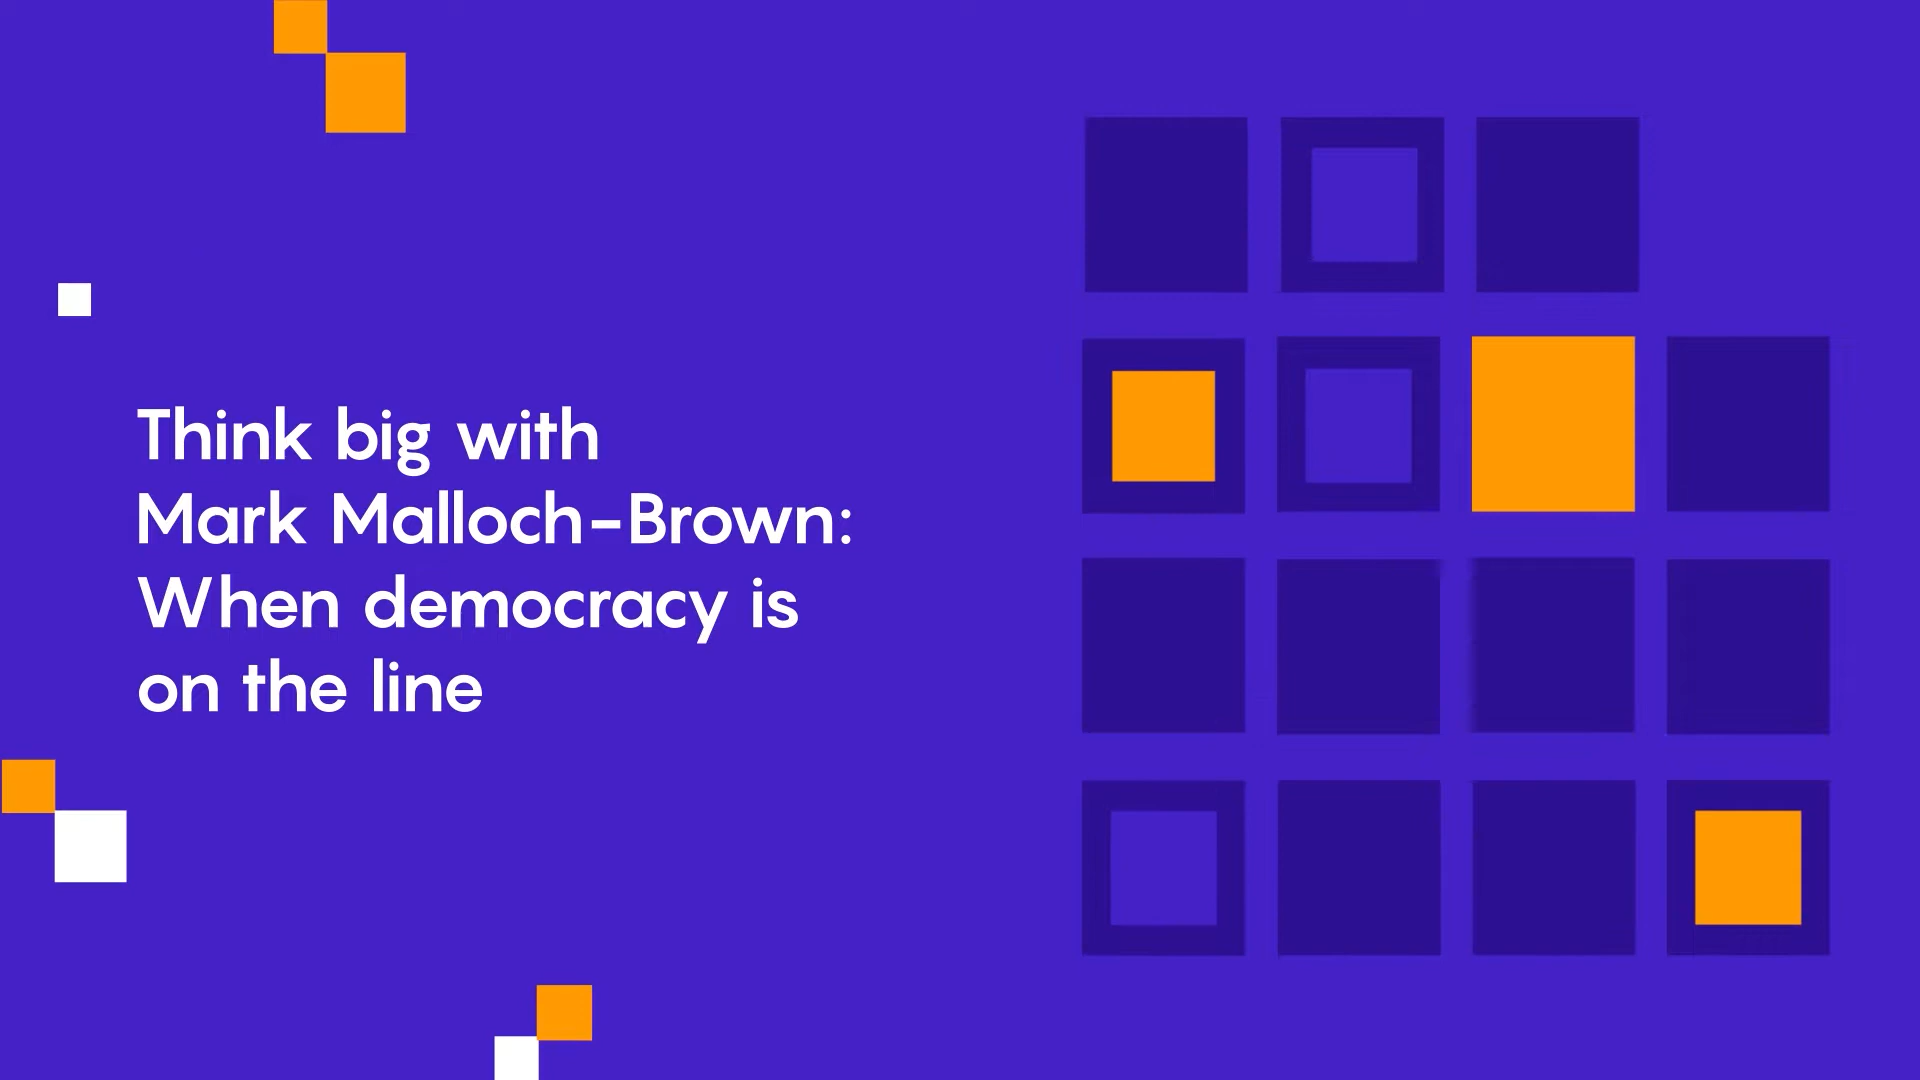 Think big with
Mark Malloch-Brown:
When democracy is
on the line